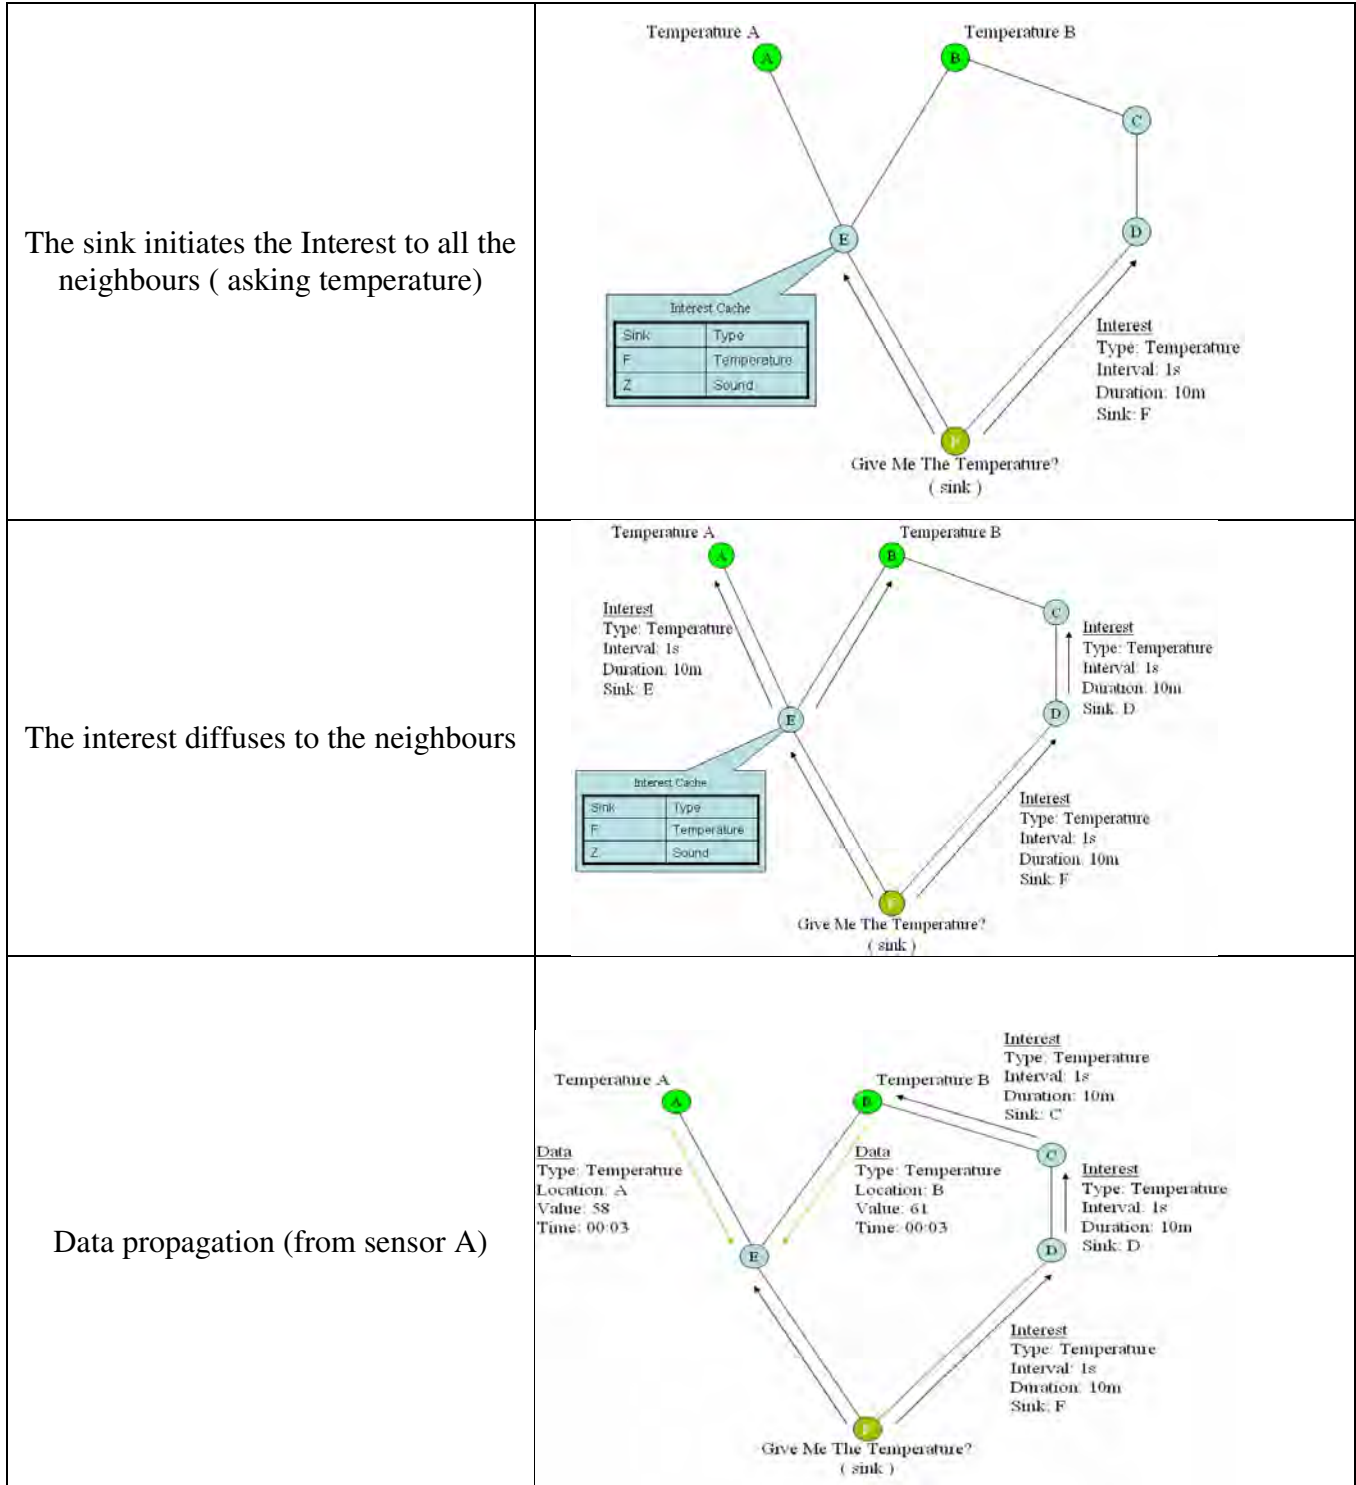 The sink initiates the Interest to all the
neighbours ( asking temperature)
Temperature A
Temperature B
A
B
C
D
E
Interest Cache
Sink Type
F Temperature
Z Sound
Interest
Type: Temperature
Interval: 1s
Duration: 10m
Sink: F
F
Give Me The Temperature?
( sink )
The interest diffuses to the neighbours
Temperature A
Temperature B
A
B
Interest
Type: Temperature
Interval: 1s
Duration: 10m
Sink: E
C
Interest
Type: Temperature
Interval: 1s
Duration: 10m
Sink: D
E
D
Interest Cache
Sink Type
F Temperature
Z Sound
Interest
Type: Temperature
Interval: 1s
Duration: 10m
Sink: F
F
Give Me The Temperature?
( sink )
Data propagation (from sensor A)
Interest
Type: Temperature
Interval: 1s
Duration: 10m
Sink: C
Temperature A
Temperature B
A
B
C
Data
Type: Temperature
Location: A
Value: 58
Time: 00:03
Data
Type: Temperature
Location: B
Value: 61
Time: 00:03
Interest
Type: Temperature
Interval: 1s
Duration: 10m
Sink: D
E
D
Interest
Type: Temperature
Interval: 1s
Duration: 10m
Sink: F
F
Give Me The Temperature?
( sink )